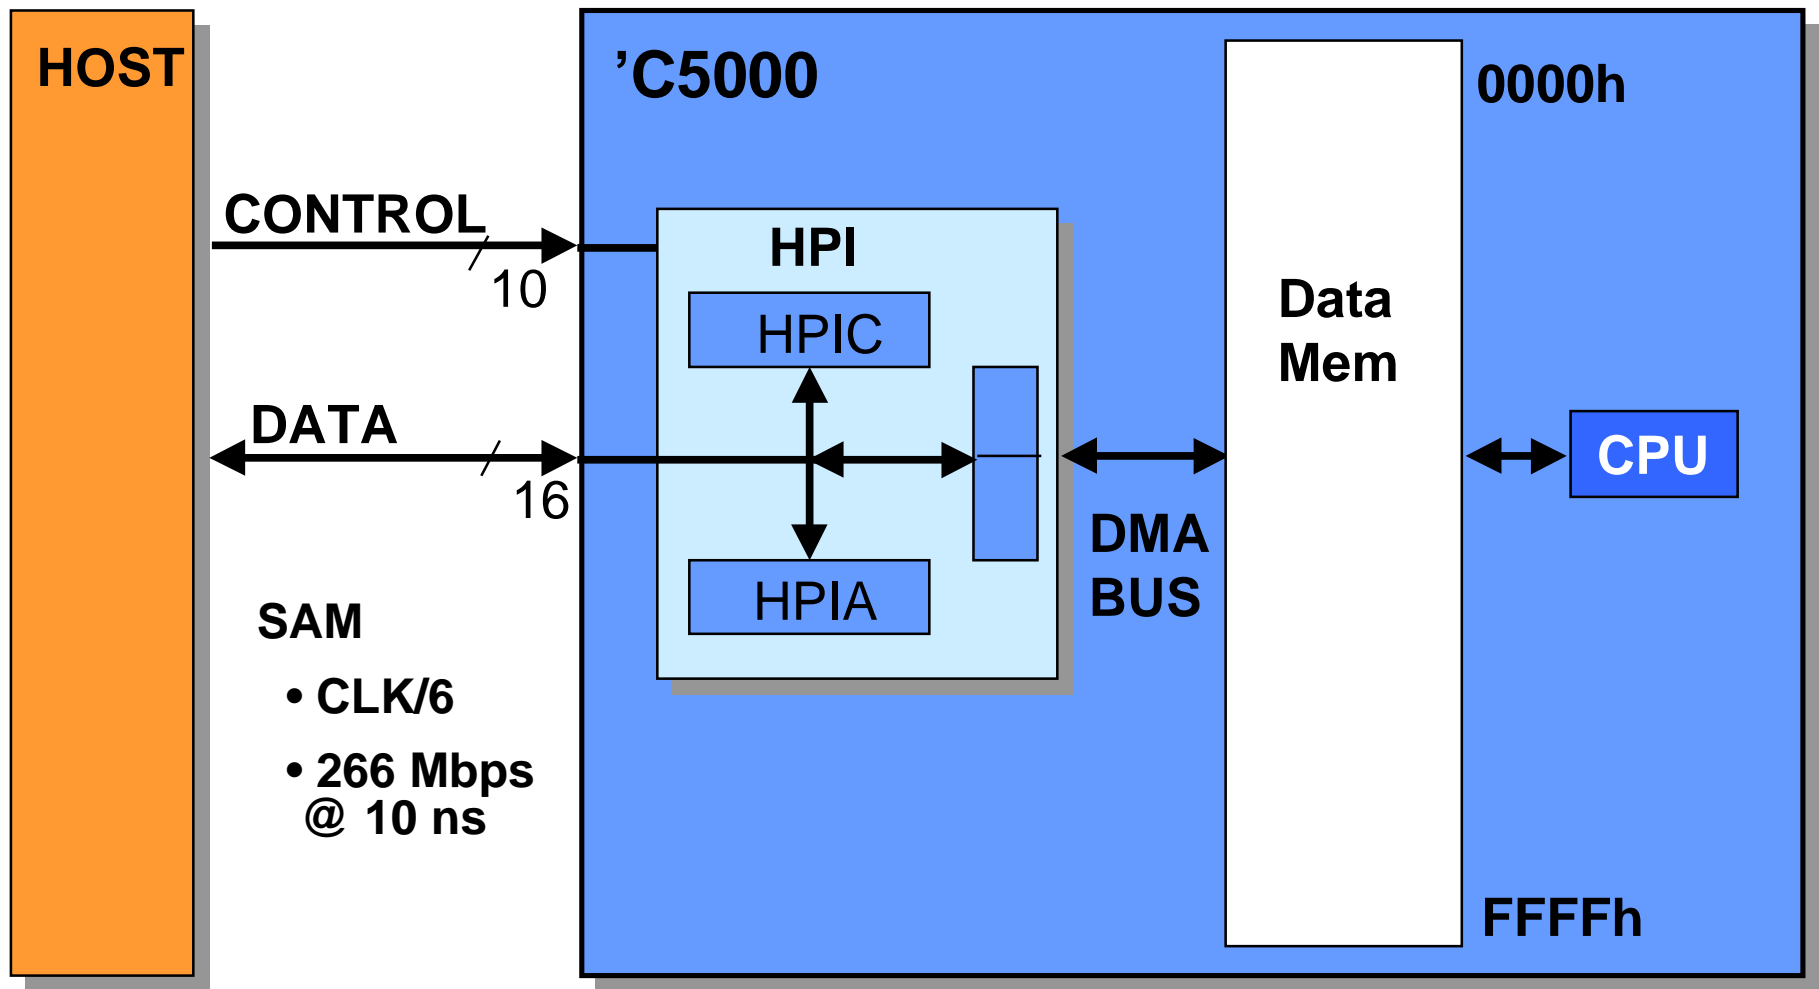 HOST
’C5000
0000h
CONTROL
10
HPI
HPIC
Data
Mem
DATA
16
CPU
DMA
BUS
HPIA
SAM
• CLK/6
• 266 Mbps
@ 10 ns
FFFFh